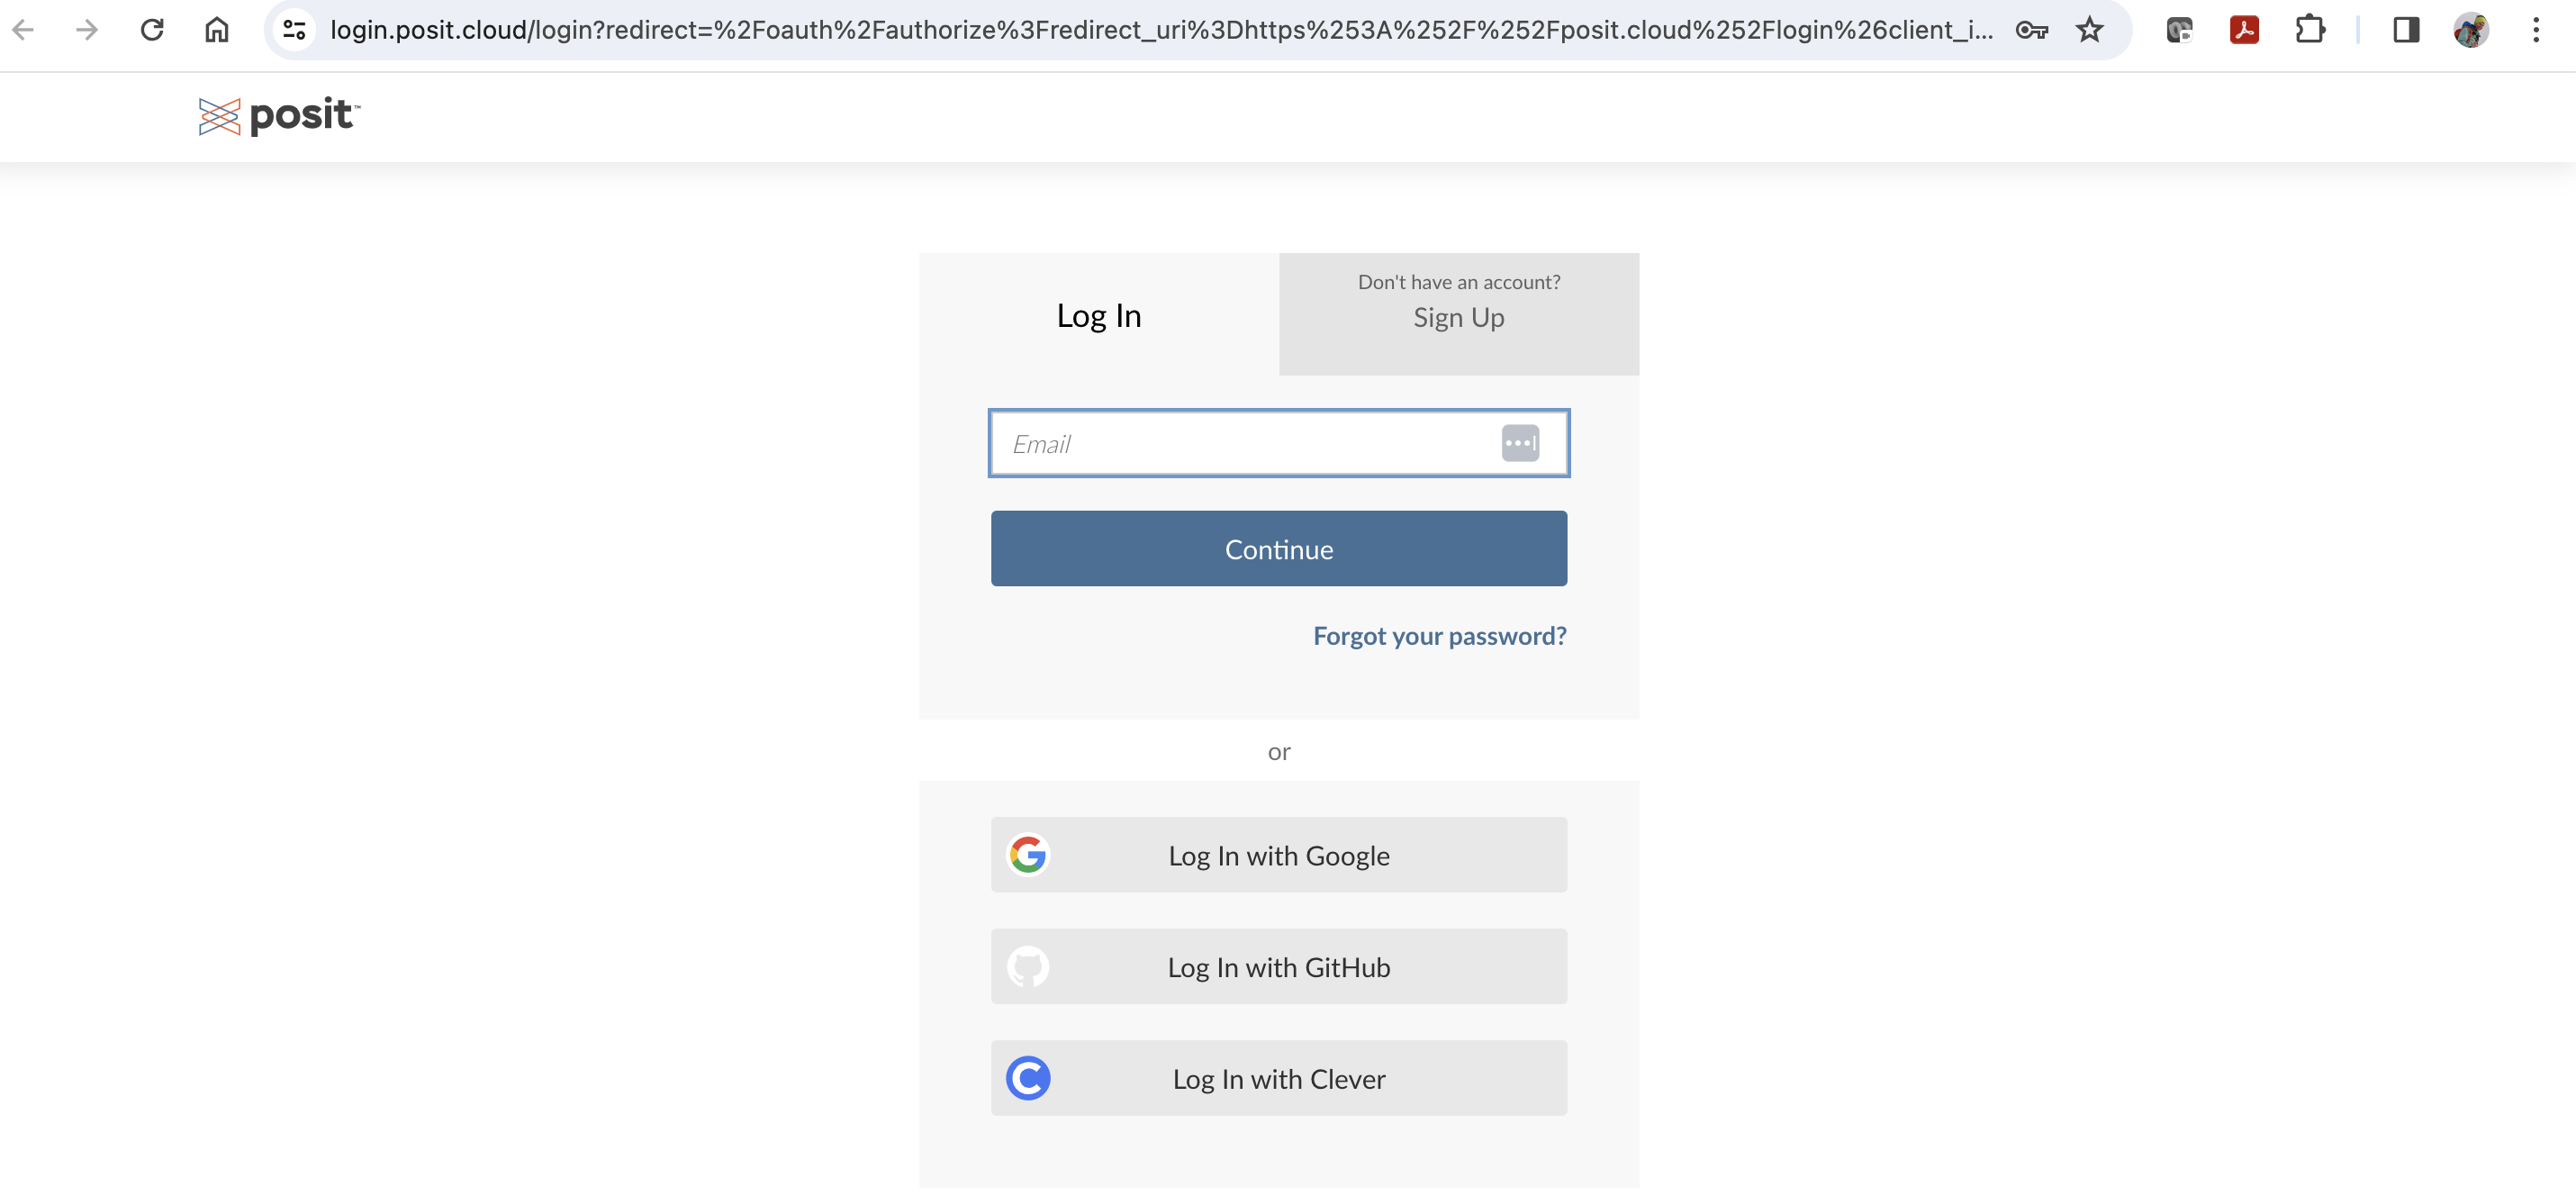 login.posit.cloud/login?redirect=%2Foauth%2Fauthorize%3Fredirect_uri%3Dhttps%253A%252F%252Fposit.cloud%252Flogin%26client_i...
posit™
Log In
Don't have an account?
Sign Up
Email
Continue
Forgot your password?
or
Log In with Google
Log In with GitHub
Log In with Clever